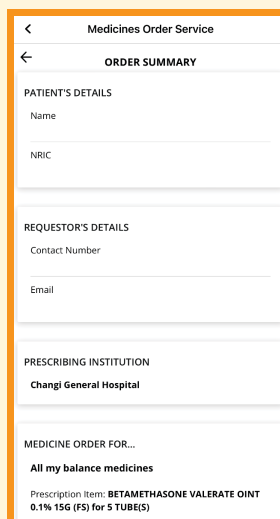 Medicines Order Service
ORDER SUMMARY
PATIENT'S DETAILS
Name
NRIC
REQUESTOR'S DETAILS
Contact Number
Email
PRESCRIBING INSTITUTION
Changi General Hospital
MEDICINE ORDER FOR...
All my balance medicines
Prescription Item: BETAMETHASONE VALERATE OINT
0.1% 15G (FS) for 5 TUBE(S)